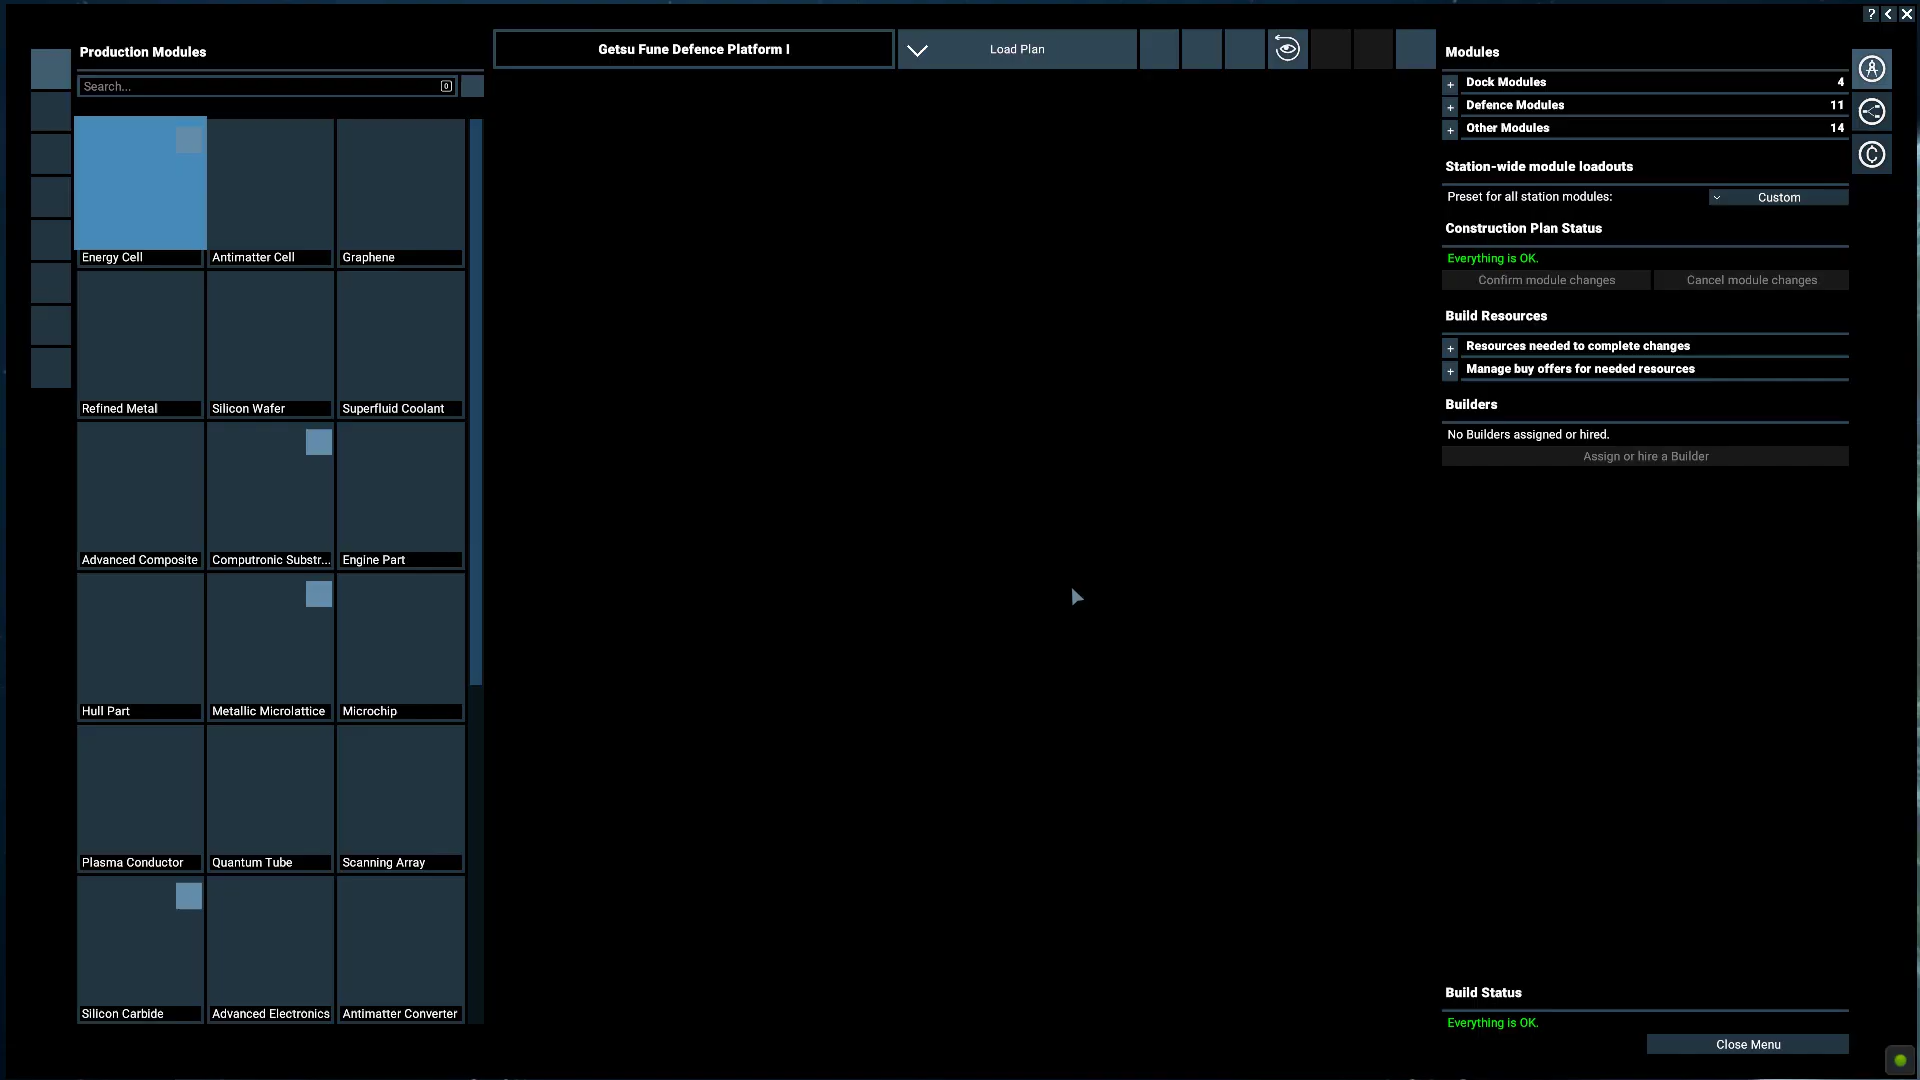 ?
Production Modules
Search...
0
Energy Cell
Antimatter Cell
Graphene
Refined Metal
Silicon Wafer
Superfluid Coolant
Advanced Composite
Computronic Substr...
Engine Part
Hull Part
Metallic Microlattice
Microchip
Plasma Conductor
Quantum Tube
Scanning Array
Silicon Carbide
Advanced Electronics
Antimatter Converter
Getsu Fune Defence Platform I
Load Plan
Modules
+ Dock Modules 4
+ Defence Modules 11
+ Other Modules 14
Station-wide module loadouts
Preset for all station modules: Custom
Construction Plan Status
Everything is OK.
Confirm module changes Cancel module changes
Build Resources
+ Resources needed to complete changes
+ Manage buy offers for needed resources
Builders
No Builders assigned or hired.
Assign or hire a Builder
Build Status
Everything is OK.
Close Menu